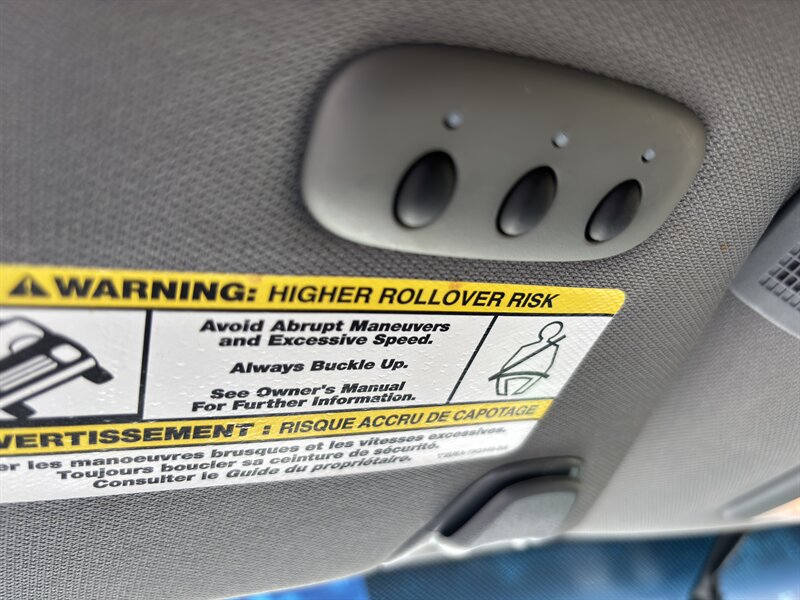 WARNING: HIGHER ROLLOVER RISK
Avoid Abrupt Maneuvers
and Excessive Speed.
Always Buckle Up.
See Owner's Manual
For Further Information.
VERTISSEMENT : RISQUE ACCRU DE CAPOTAGE
er les manoeuvres brusques et les vitesses excessives.
Toujours boucler sa ceinture de sécurité.
Consulter le Guide du propriétaire.